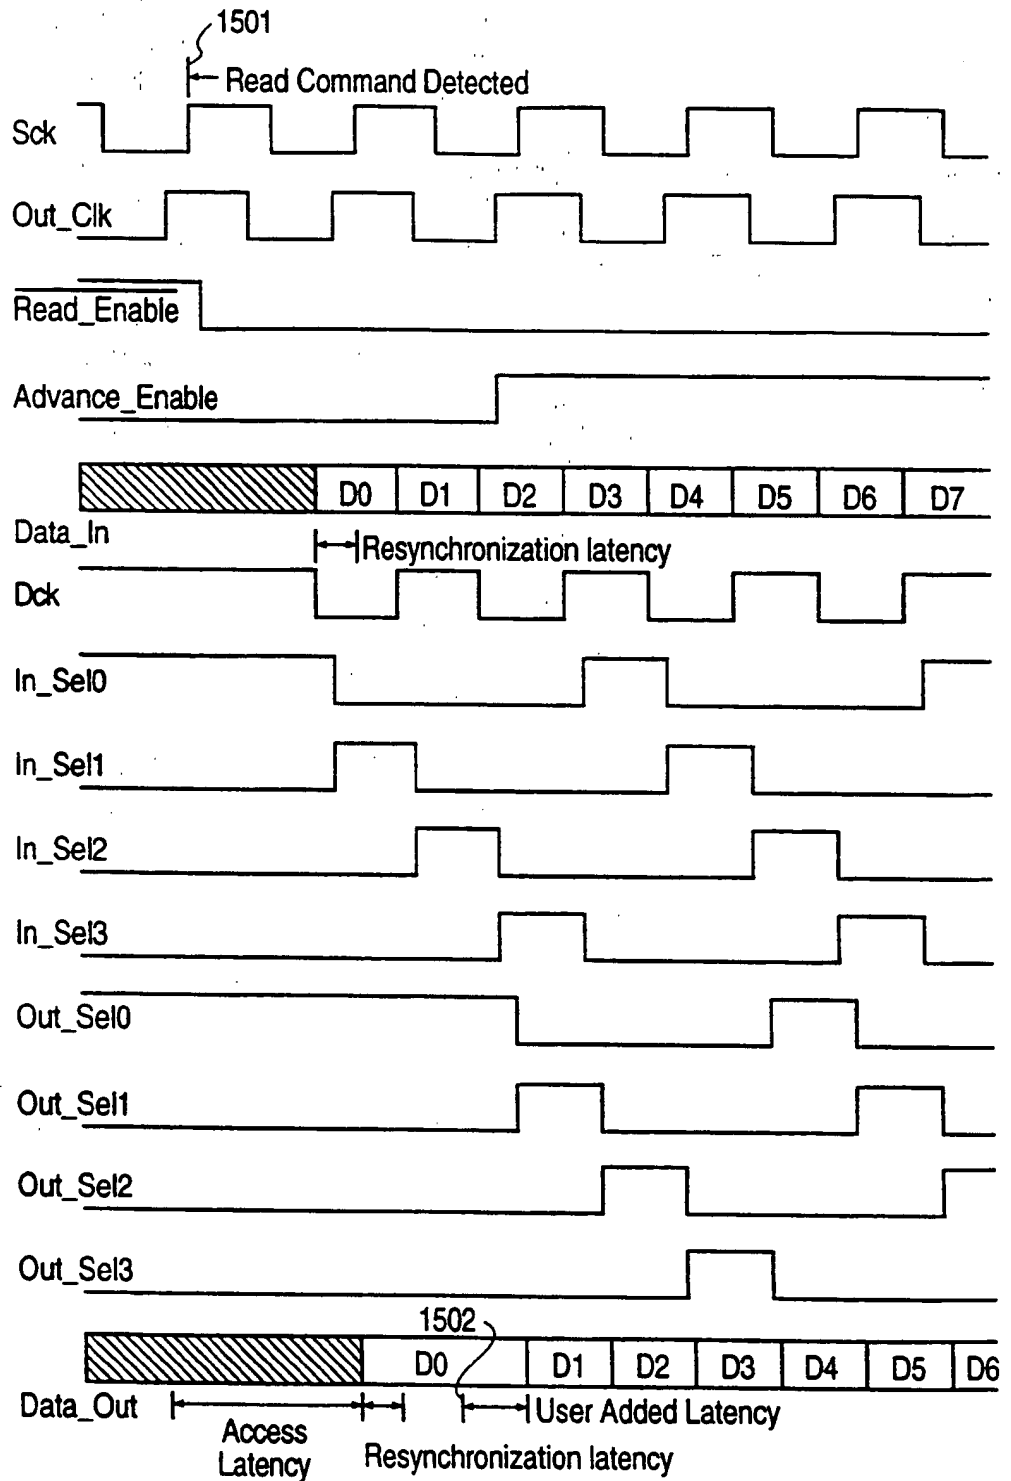 1501
Read Command Detected
Sck
Out_Clk
Read_Enable
Advance_Enable
D0 D1 D2 D3 D4 D5 D6 D7
Data_In
Resynchronization latency
Dck
In_Sel0
In_Sel1
In_Sel2
In_Sel3
Out_Sel0
Out_Sel1
Out_Sel2
Out_Sel3
1502
D0 D1 D2 D3 D4 D5 D6
Data_Out
User Added Latency
Access
Latency
Resynchronization latency